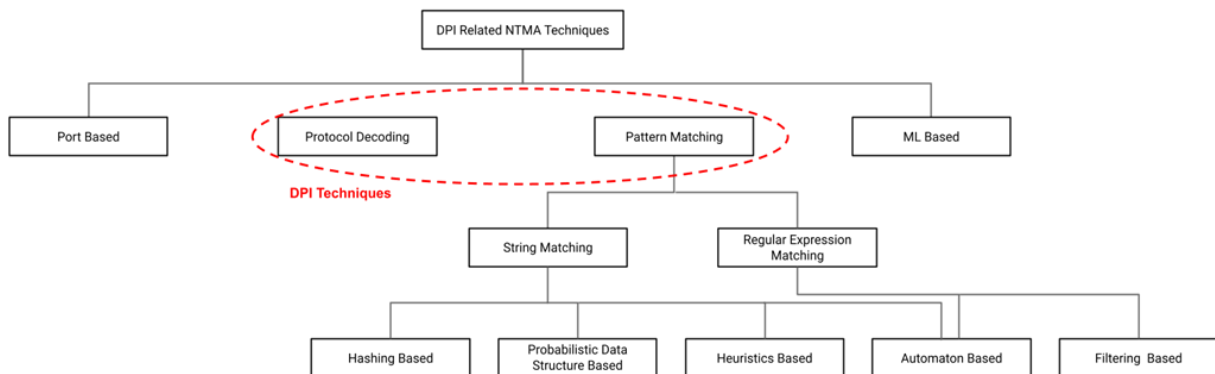 DPI Related NTMA Techniques
Port Based
Protocol Decoding
Pattern Matching
ML Based
DPI Techniques
String Matching
Regular Expression
Matching
Hashing Based
Probabilistic Data
Structure Based
Heuristics Based
Automaton Based
Filtering Based